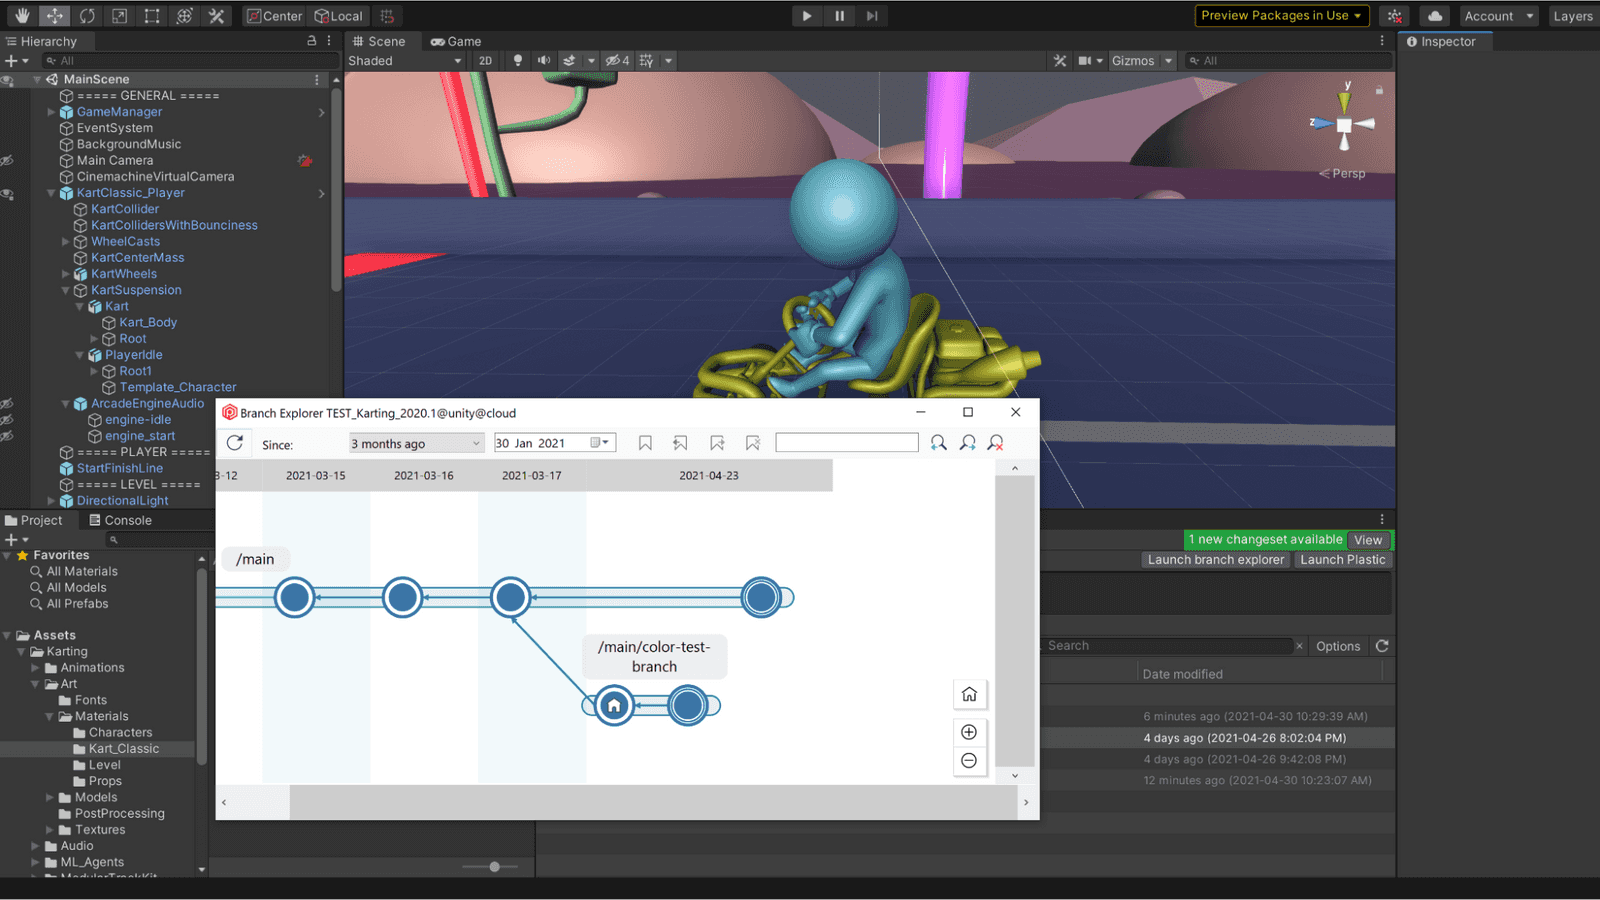 Center
Local
Preview Packages in Use
Account
Layers
Hierarchy
Scene
Game
Inspector
All
Shaded
2D
4
Gizmos
All
MainScene
===== GENERAL =====
GameManager
EventSystem
BackgroundMusic
Main Camera
CinemachineVirtualCamera
KartClassic_Player
KartCollider
KartCollidersWithBounciness
WheelCasts
KartCenterMass
KartWheels
KartSuspension
Kart
Kart_Body
Root
PlayerIdle
Root1
Template_Character
ArcadeEngineAudio
engine-idle
engine_start
===== PLAYER =====
StartFinishLine
===== LEVEL =====
DirectionalLight
y
z
Persp
Branch Explorer TEST_Karting_2020.1@unity@cloud
Since:
3 months ago
30 Jan 2021
3-12
2021-03-15
2021-03-16
2021-03-17
2021-04-23
/main
/main/color-test-
branch
Project
Console
Favorites
All Materials
All Models
All Prefabs
Assets
Karting
Animations
Art
Fonts
Materials
Characters
Kart_Classic
Level
Props
Models
PostProcessing
Textures
Audio
ML_Agents
ModularTrackKit
1 new changeset available
View
Launch branch explorer
Launch Plastic
Search
Options
Date modified
6 minutes ago (2021-04-30 10:29:39 AM)
4 days ago (2021-04-26 8:02:04 PM)
4 days ago (2021-04-26 9:42:08 PM)
12 minutes ago (2021-04-30 10:23:07 AM)